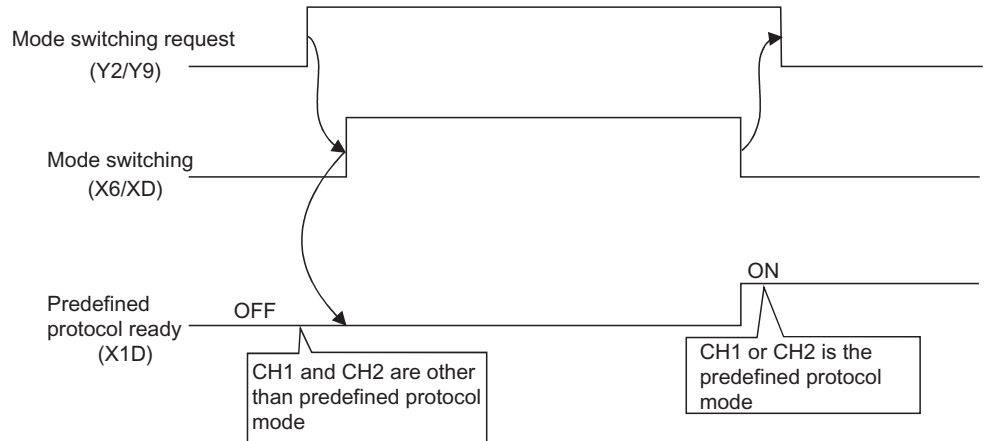 Mode switching request
(Y2/Y9)
Mode switching
(X6/XD)
Predefined
protocol ready
(X1D)
OFF
ON
CH1 and CH2 are other
than predefined protocol
mode
CH1 or CH2 is the
predefined protocol
mode